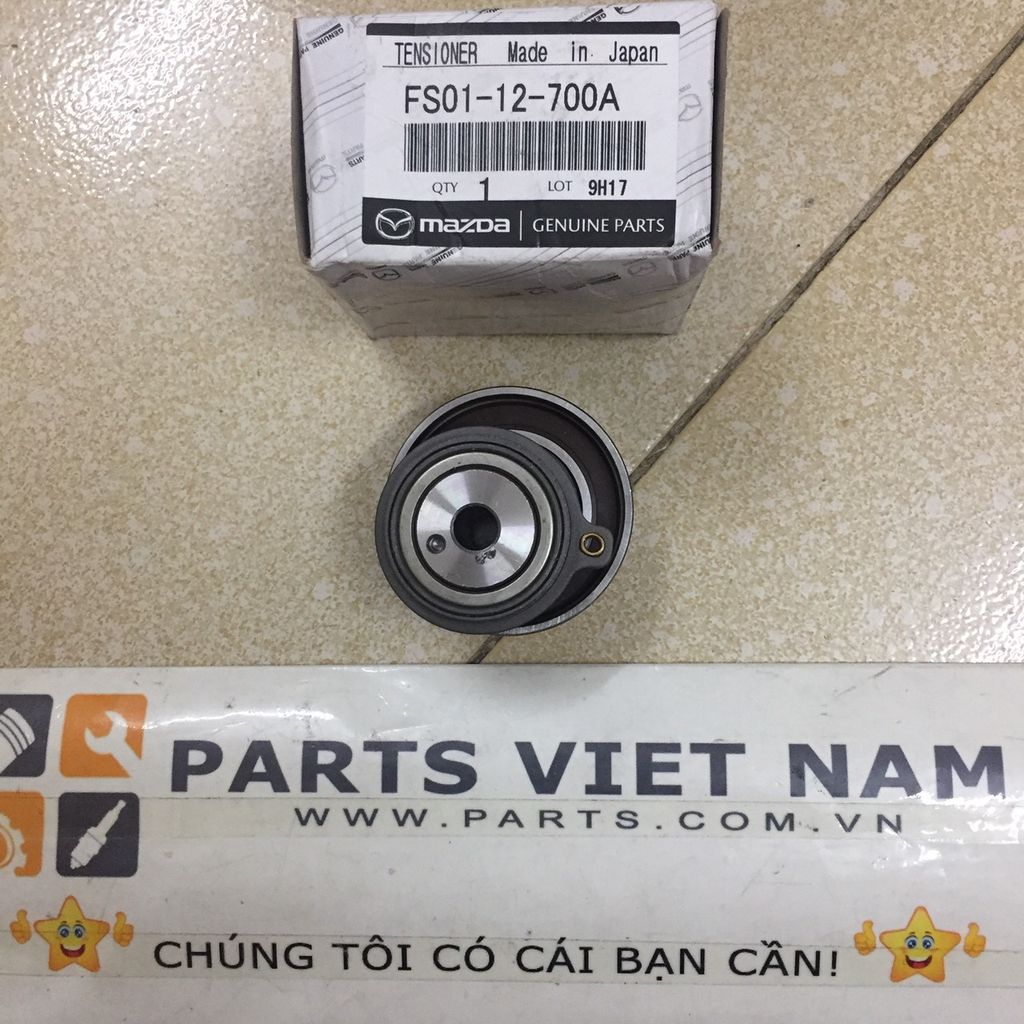 TENSIONER Made in Japan
FS01-12-700A
QTY 1 LOT 9H17
mazda GENUINE PARTS
PARTS VIET NAM
WWW.PARTS.COM.VN
CHÚNG TÔI CÓ CÁI BẠN CẦN!